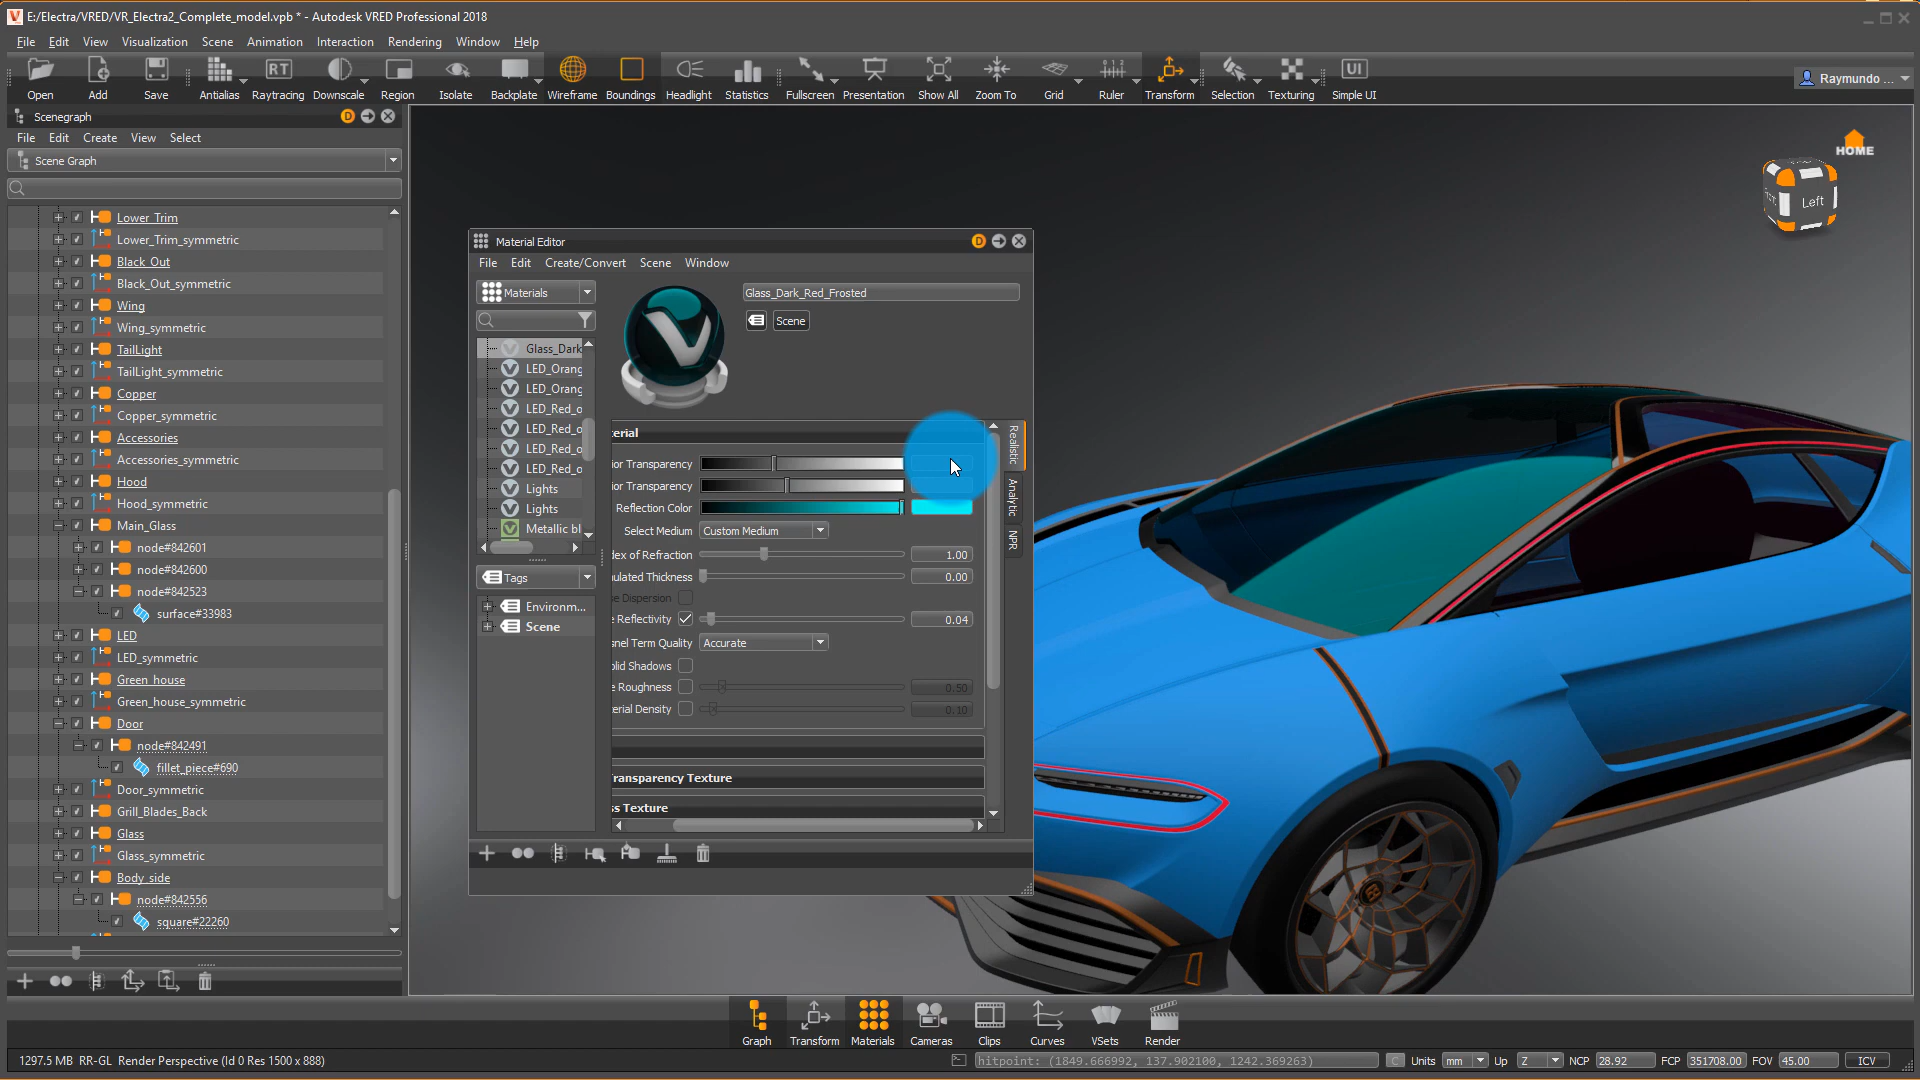 E:/Electra/VRED/VR_Electra2_Complete_model.vpb * - Autodesk VRED Professional 2018
File Edit View Visualization Scene Animation Interaction Rendering Window Help
RT
0 1 2
UI
Open Add Save Antialias Raytracing Downscale Region Isolate Backplate Wireframe Boundings Headlight Statistics Fullscreen Presentation Show All Zoom To Grid Ruler Transform Selection Texturing Simple UI
Raymundo ...
Scenegraph
D
File Edit Create View Select
Scene Graph
Lower_Trim
Lower_Trim_symmetric
Black_Out
Black_Out_symmetric
Wing
Wing_symmetric
TailLight
TailLight_symmetric
Copper
Copper_symmetric
Accessories
Accessories_symmetric
Hood
Hood_symmetric
Main_Glass
node#842601
node#842600
node#842523
surface#33983
LED
LED_symmetric
Green_house
Green_house_symmetric
Door
node#842491
fillet_piece#690
Door_symmetric
Grill_Blades_Back
Glass
Glass_symmetric
Body_side
node#842556
square#22260
HOME
Left
Material Editor
D
File Edit Create/Convert Scene Window
Materials
Glass_Dark_Red_Frosted
Scene
Glass_Dark
LED_Orang
LED_Orang
LED_Red_o
LED_Red_o
LED_Red_o
LED_Red_o
Lights
Lights
Metallic bl
Tags
Environm...
Scene
erial
ior Transparency
ior Transparency
Reflection Color
Select Medium Custom Medium
dex of Refraction 1.00
ulated Thickness 0.00
se Dispersion
e Reflectivity 0.04
snel Term Quality Accurate
olid Shadows
e Roughness 0.50
erial Density 0.10
Transparency Texture
ss Texture
Realistic
Analytic
NPR
Graph Transform Materials Cameras Clips Curves VSets Render
1297.5 MB RR-GL Render Perspective (Id 0 Res 1500 x 888)
hitpoint: (1849.666992, 137.902100, 1242.369263)
C Units mm Up Z NCP 28.92 FCP 351708.00 FOV 45.00 ICV